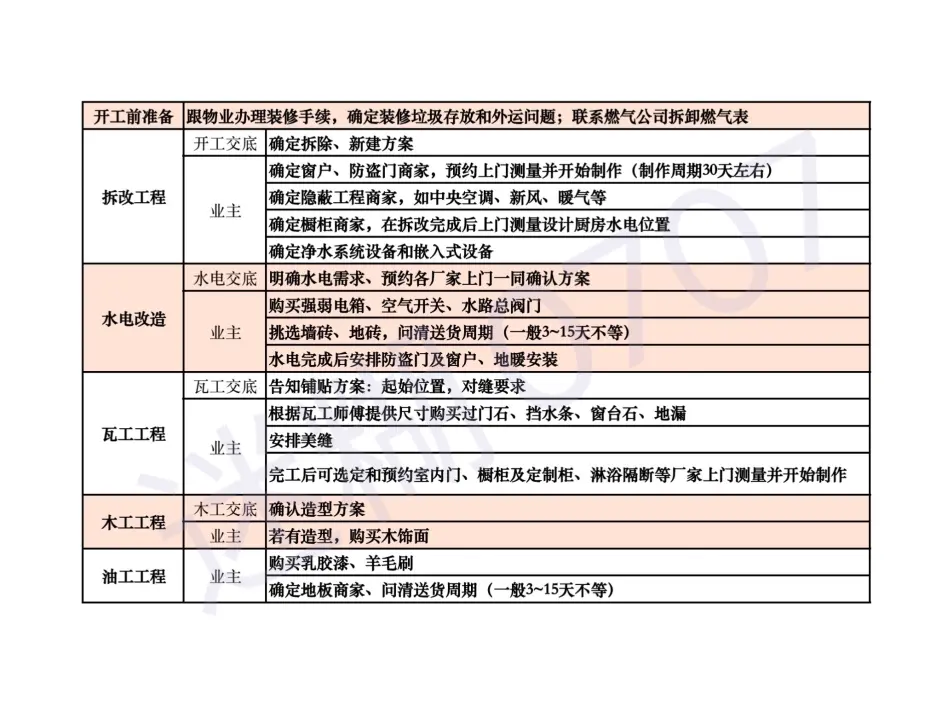 开工前准备 跟物业办理装修手续，确定装修垃圾存放和外运问题；联系燃气公司拆卸燃气表
开工交底 确定拆除、新建方案
拆改工程 业主 确定窗户、防盗门商家，预约上门测量并开始制作（制作周期30天左右）
确定隐蔽工程商家，如中央空调、新风、暖气等
确定橱柜商家，在拆改完成后上门测量设计厨房水电位置
确定净水系统设备和嵌入式设备
水电改造 水电交底 明确水电需求、预约各厂家上门一同确认方案
业主 购买强弱电箱、空气开关、水路总阀门
挑选墙砖、地砖，问清送货周期（一般3~15天不等）
水电完成后安排防盗门及窗户、地暖安装
瓦工工程 瓦工交底 告知铺贴方案：起始位置，对缝要求
业主 根据瓦工师傅提供尺寸购买过门石、挡水条、窗台石、地漏
安排美缝
完工后可选定和预约室内门、橱柜及定制柜、淋浴隔断等厂家上门测量并开始制作
木工工程 木工交底 确认造型方案
业主 若有造型，购买木饰面
油工工程 业主 购买乳胶漆、羊毛刷
确定地板商家、问清送货周期（一般3~15天不等）